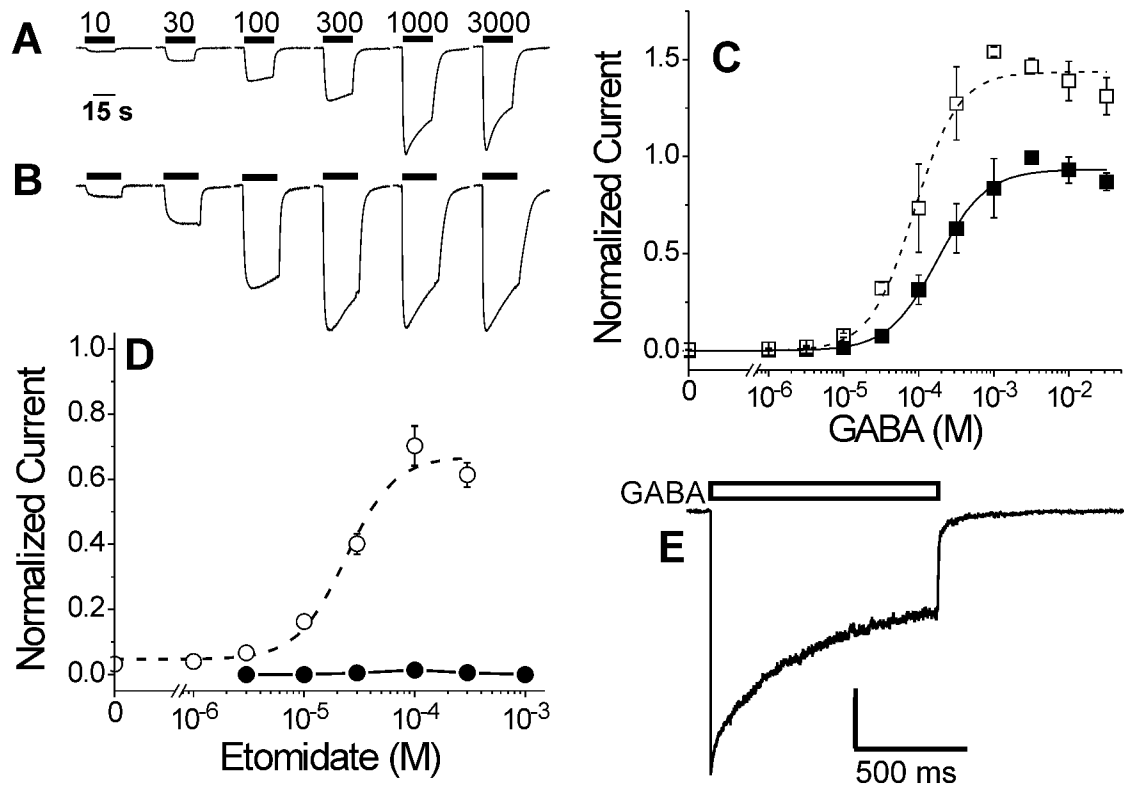 A
10 30 100 300 1000 3000
15 s
B
C
Normalized Current
1.5
1.0
0.5
0.0
0 10-6 10-5 10-4 10-3 10-2
GABA (M)
D
Normalized Current
1.0
0.8
0.6
0.4
0.2
0.0
0 10-6 10-5 10-4 10-3
Etomidate (M)
GABA
E
500 ms